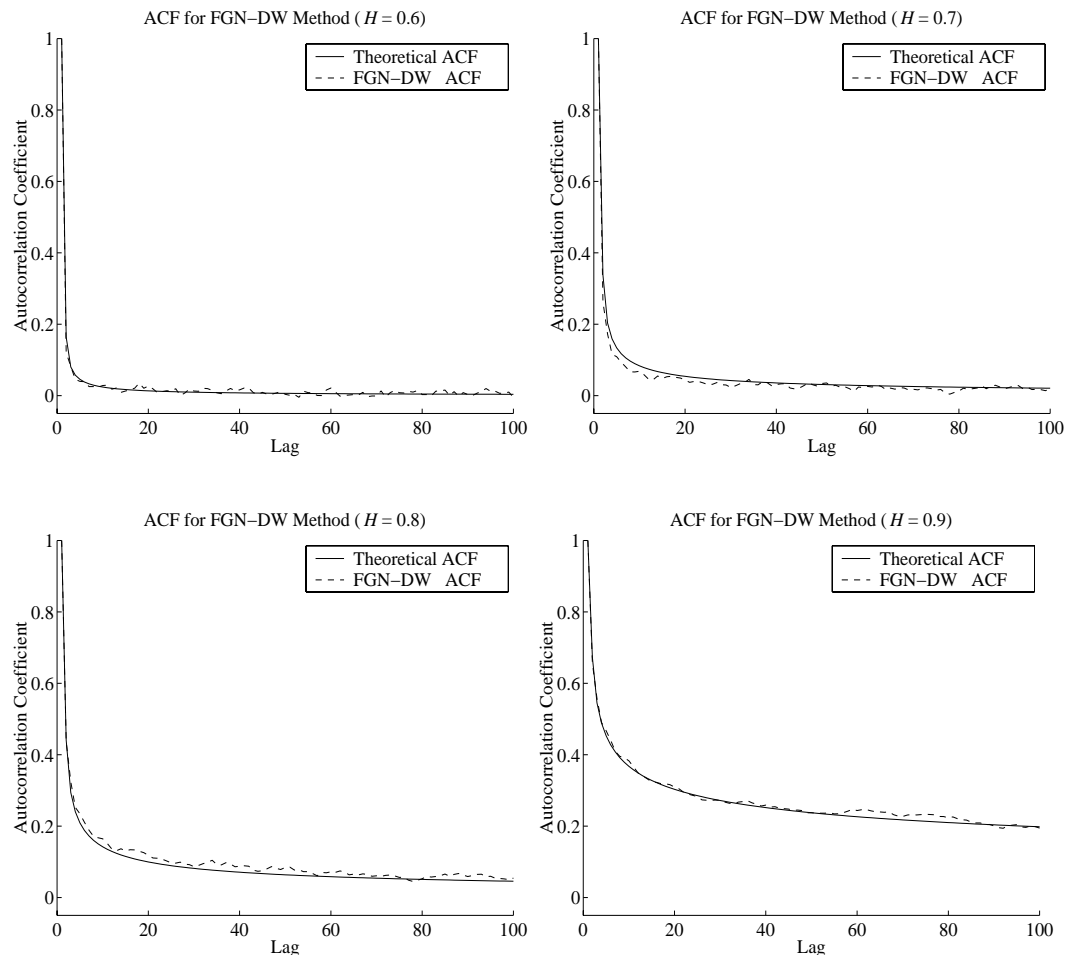 ACF for FGN−DW Method ( H = 0.6)
1
0.8
0.6
0.4
0.2
0
Autocorrelation Coefficient
Theoretical ACF
FGN−DW ACF
0 20 40 60 80 100
Lag
ACF for FGN−DW Method ( H = 0.7)
1
0.8
0.6
0.4
0.2
0
Autocorrelation Coefficient
Theoretical ACF
FGN−DW ACF
0 20 40 60 80 100
Lag
ACF for FGN−DW Method ( H = 0.8)
1
0.8
0.6
0.4
0.2
0
Autocorrelation Coefficient
Theoretical ACF
FGN−DW ACF
0 20 40 60 80 100
Lag
ACF for FGN−DW Method ( H = 0.9)
1
0.8
0.6
0.4
0.2
0
Autocorrelation Coefficient
Theoretical ACF
FGN−DW ACF
0 20 40 60 80 100
Lag